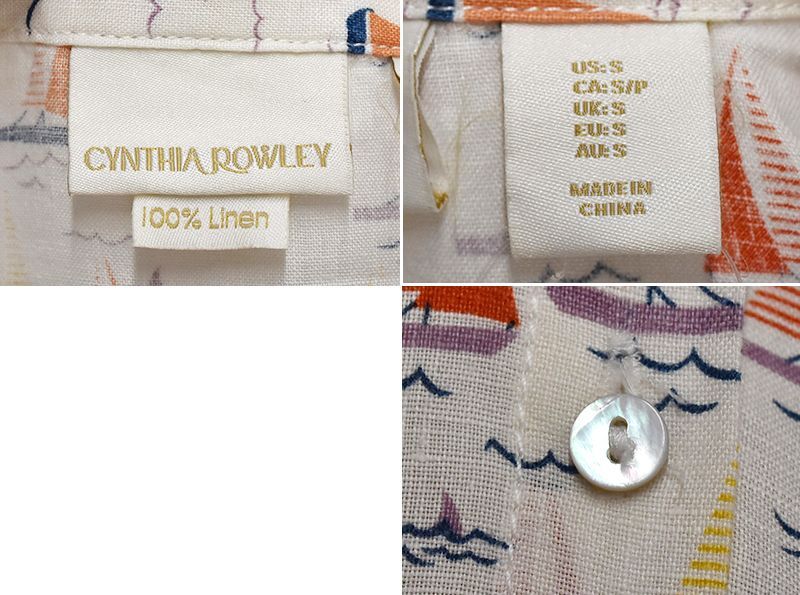 CYNTHIA ROWLEY
100% Linen
US: S
CA: S/P
UK: S
EU: S
AU: S
MADE IN
CHINA